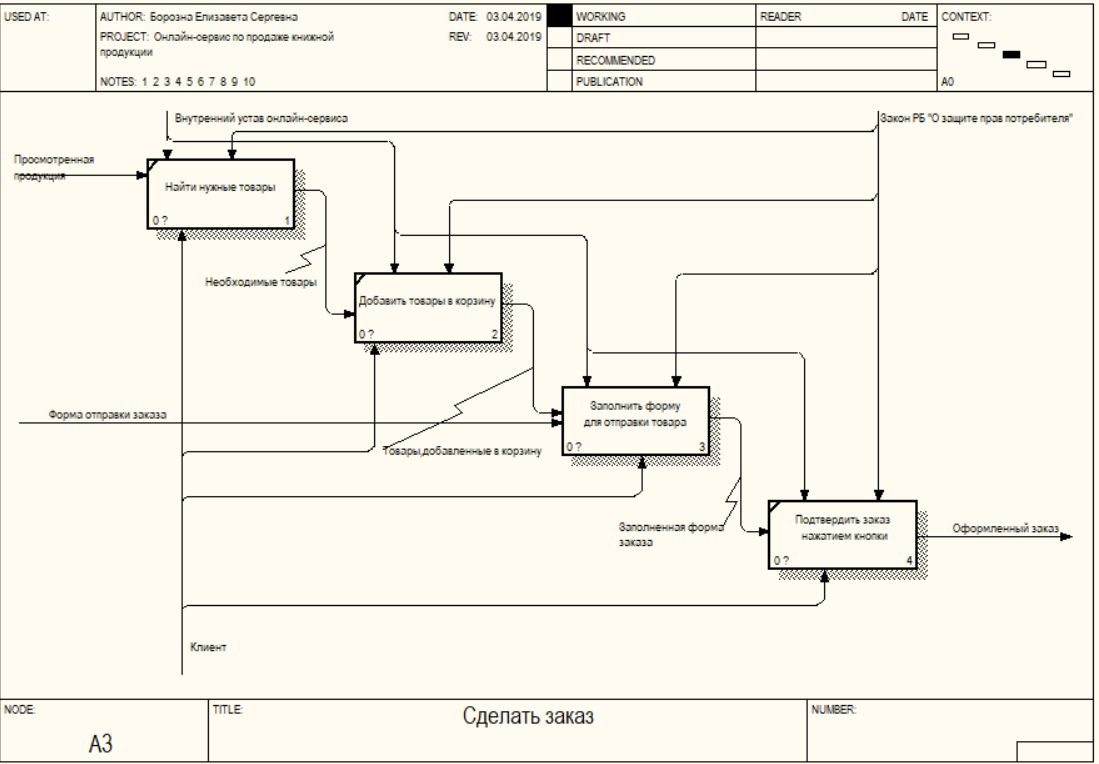 USED AT:
AUTHOR: Борозна Елизавета Сергевна
DATE: 03.04.2019
REV: 03.04.2019
PROJECT: Онлайн-сервис по продаже книжной
продукции
NOTES: 1 2 3 4 5 6 7 8 9 10
WORKING
DRAFT
RECOMMENDED
PUBLICATION
READER
DATE
CONTEXT:
A0
Внутренний устав онлайн-сервиса
Закон РБ "О защите прав потребителя"
Просмотренная
продукция
Найти нужные товары
0 ?
1
Необходимые товары
Добавить товары в корзину
0 ?
2
Форма отправки заказа
Товары,добавленные в корзину
Заполнить форму
для отправки товара
0 ?
3
Заполненная форма
заказа
Подтвердить заказ
нажатием кнопки
0 ?
4
Оформленный заказ
Клиент
NODE:
A3
TITLE:
Сделать заказ
NUMBER: